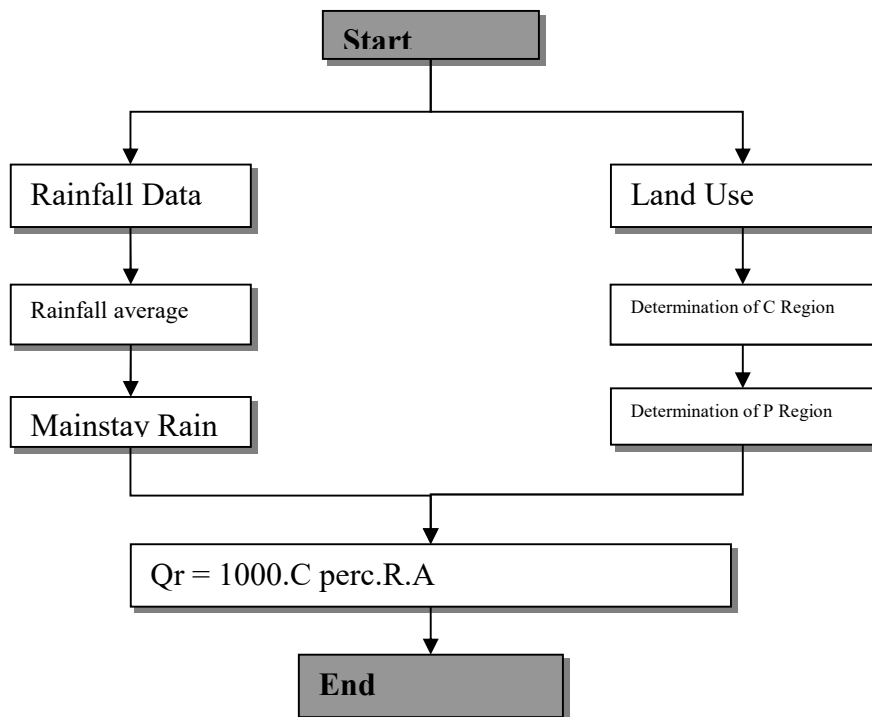 Start
Rainfall Data
Land Use
Rainfall average
Determination of C Region
Mainstay Rain
Determination of P Region
Qr = 1000.C perc.R.A
End